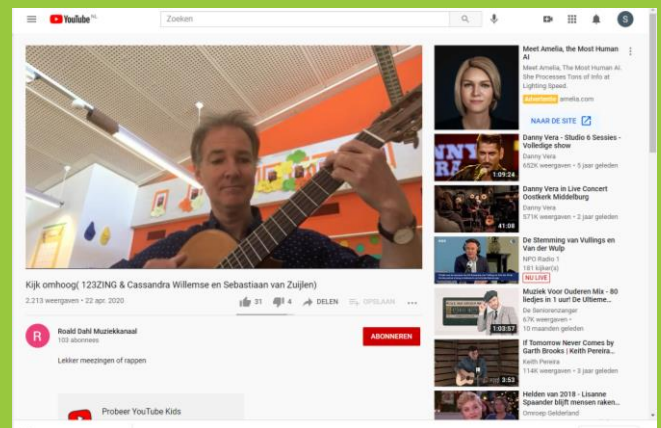 YouTube NL
Zoeken
S
Meet Amelia, the Most Human
AI
Meet Amelia, The Most Human AI.
She Processes Tons of Info at
Lighting Speed.
Advertentie amelia.com
NAAR DE SITE
Danny Vera - Studio 6 Sessies -
Volledige show
Danny Vera
652K weergaven • 5 jaar geleden
1:09:24
Danny Vera in Live Concert
Oostkerk Middelburg
Danny Vera
571K weergaven • 2 jaar geleden
41:08
De Stemming van Vullings en
Van der Wulp
NPO Radio 1
181 kijker(s)
NU LIVE
Muziek Voor Ouderen Mix - 80
liedjes in 1 uur! De Ultieme...
De Seniorenzanger
67K weergaven •
10 maanden geleden
1:03:57
If Tomorrow Never Comes by
Garth Brooks | Keith Pereira...
Keith Pereira
114K weergaven • 3 jaar geleden
3:53
Helden van 2018 - Lisanne
Spaander blijft mensen raken...
Omroep Gelderland
Kijk omhoog( 123ZING & Cassandra Willemse en Sebastiaan van Zuijlen)
2.213 weergaven • 22 apr. 2020
31
4
DELEN
OPSLAAN
R
Roald Dahl Muziekkanaal
103 abonnees
ABONNEREN
Lekker meezingen of rappen
Probeer YouTube Kids